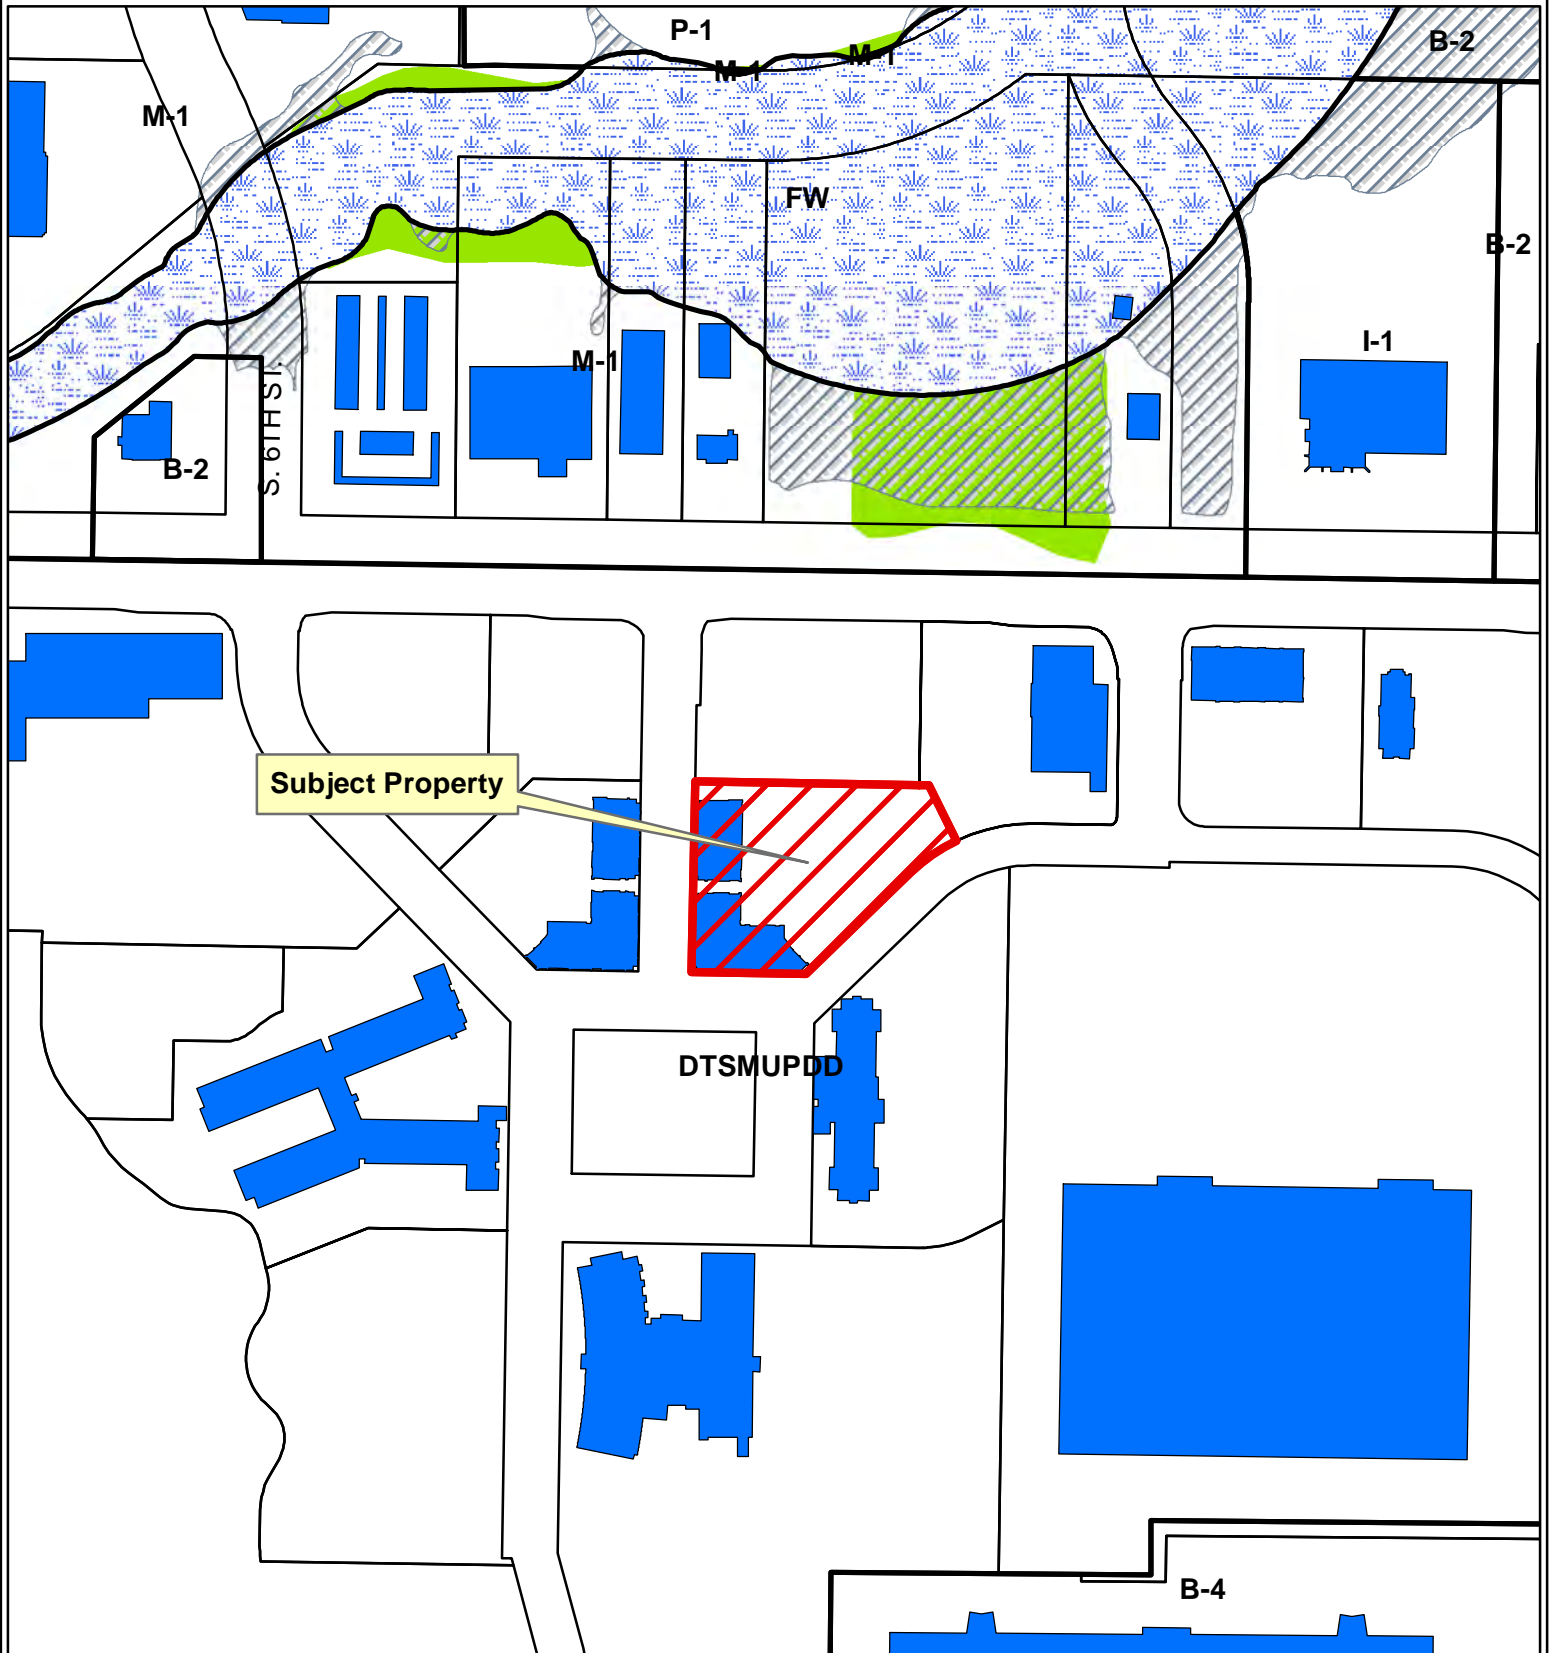 P-1
B-2
M-1
M-1
M-1
FW
B-2
I-1
M-1
S. 6TH ST.
B-2
Subject Property
DTSMUPDD
B-4